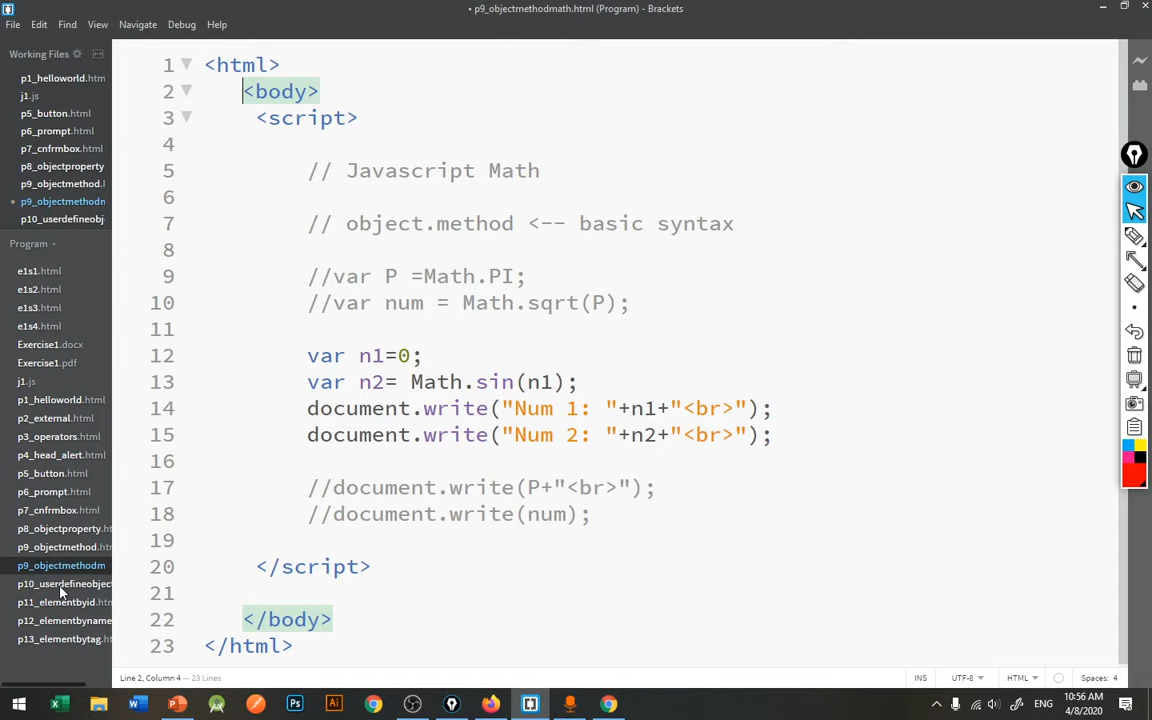 • p9_objectmethodmath.html (Program) - Brackets
File Edit Find View Navigate Debug Help
Working Files
p1_helloworld.htm
j1.js
p5_button.html
p6_prompt.html
p7_cnfrmbox.html
p8_objectproperty
p9_objectmethod.l
p9_objectmethodn
p10_userdefineobj
Program
e1s1.html
e1s2.html
e1s3.html
e1s4.html
Exercise1.docx
Exercise1.pdf
j1.js
p1_helloworld.html
p2_external.html
p3_operators.html
p4_head_alert.html
p5_button.html
p6_prompt.html
p7_cnfrmbox.html
p8_objectproperty.ht
p9_objectmethod.htm
p9_objectmethodm
p10_userdefineobject
p11_elementbyid.htm
p12_elementbyname
p13_elementbytag.ht
1 <html>
2 <body>
3 <script>
4
5 // Javascript Math
6
7 // object.method <-- basic syntax
8
9 //var P =Math.PI;
10 //var num = Math.sqrt(P);
11
12 var n1=0;
13 var n2= Math.sin(n1);
14 document.write("Num 1: "+n1+"<br>");
15 document.write("Num 2: "+n2+"<br>");
16
17 //document.write(P+"<br>");
18 //document.write(num);
19
20 </script>
21
22 </body>
23 </html>
Line 2, Column 4 — 23 Lines
INS UTF-8 HTML Spaces: 4
Ps Ai
ENG
10:56 AM
4/8/2020